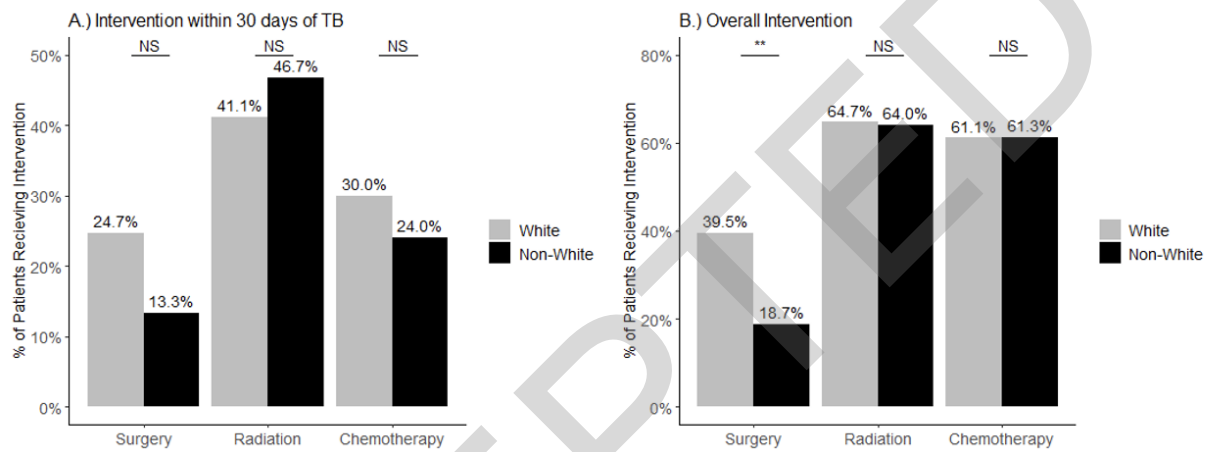 A.) Intervention within 30 days of TB
% of Patients Recieving Intervention
50%
40%
30%
20%
10%
0%
NS
NS
NS
24.7%
13.3%
41.1%
46.7%
30.0%
24.0%
Surgery
Radiation
Chemotherapy
White
Non-White
B.) Overall Intervention
% of Patients Recieving Intervention
80%
60%
40%
20%
0%
**
NS
NS
39.5%
18.7%
64.7%
64.0%
61.1%
61.3%
Surgery
Radiation
Chemotherapy
White
Non-White
PTED